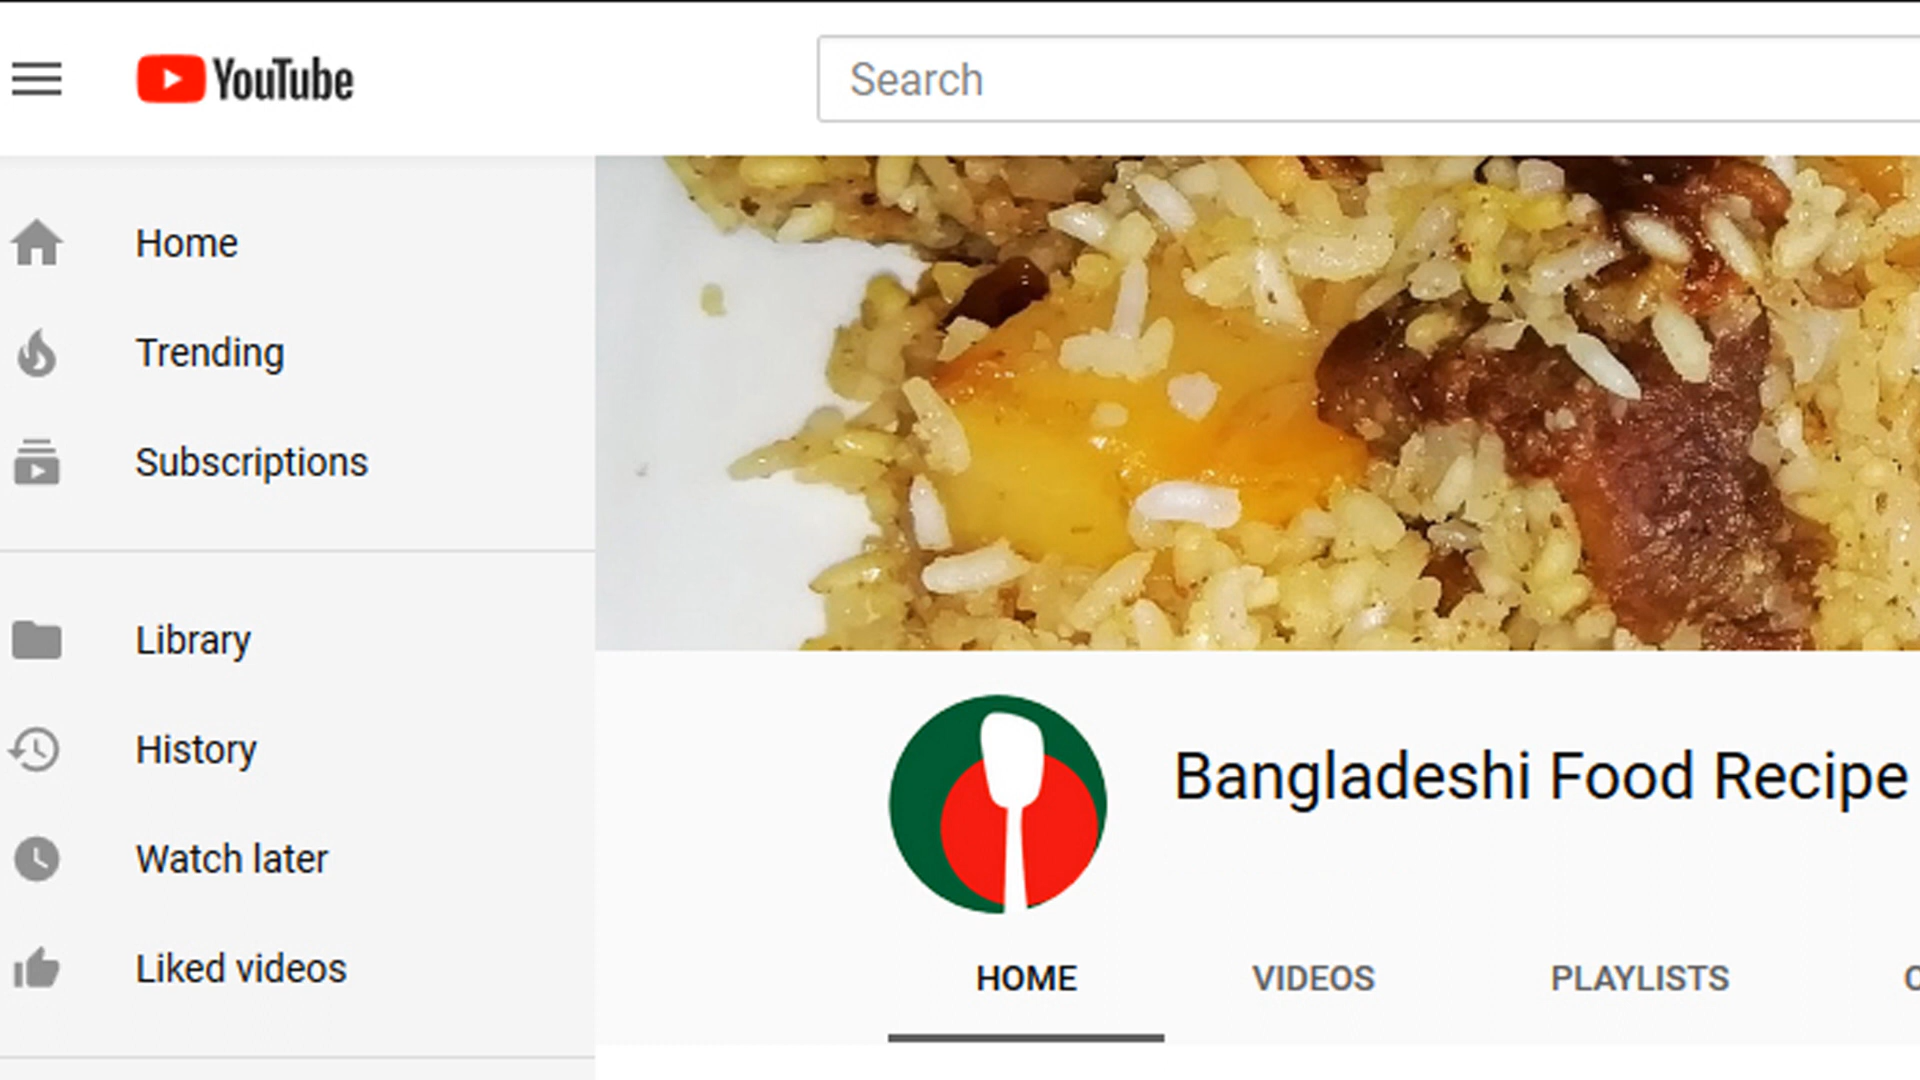 YouTube
Search
Home
Trending
Subscriptions
Library
History
Watch later
Liked videos
Bangladeshi Food Recipe
HOME VIDEOS PLAYLISTS